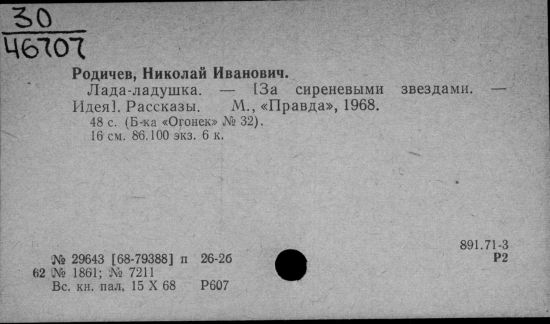 30
46707
Родичев, Николай Иванович.
Лада-ладушка. — [За сиреневыми звездами. —
Идея]. Рассказы. М., «Правда», 1968.
48 с. (Б-ка «Огонек» № 32).
16 см. 86.100 экз. 6 к.
891.71-3
Р2
№ 29643 [68-79388] п 26-2б
62 № 1861; № 7211
Вс. кн. пал. 15 X 68 Р607